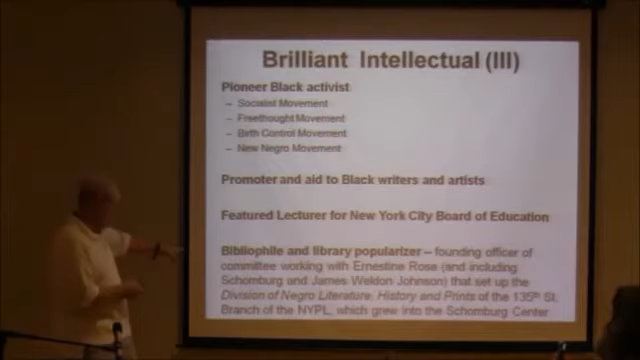 Brilliant Intellectual (III)
Pioneer Black activist
– Socialist Movement
– Freethought Movement
– Birth Control Movement
– New Negro Movement
Promoter and aid to Black writers and artists
Featured Lecturer for New York City Board of Education
Bibliophile and library popularizer – founding officer of
committee working with Ernestine Rose (and including
Schomburg and James Weldon Johnson) that set up the
Division of Negro Literature, History and Prints of the 135th St.
Branch of the NYPL, which grew into the Schomburg Center